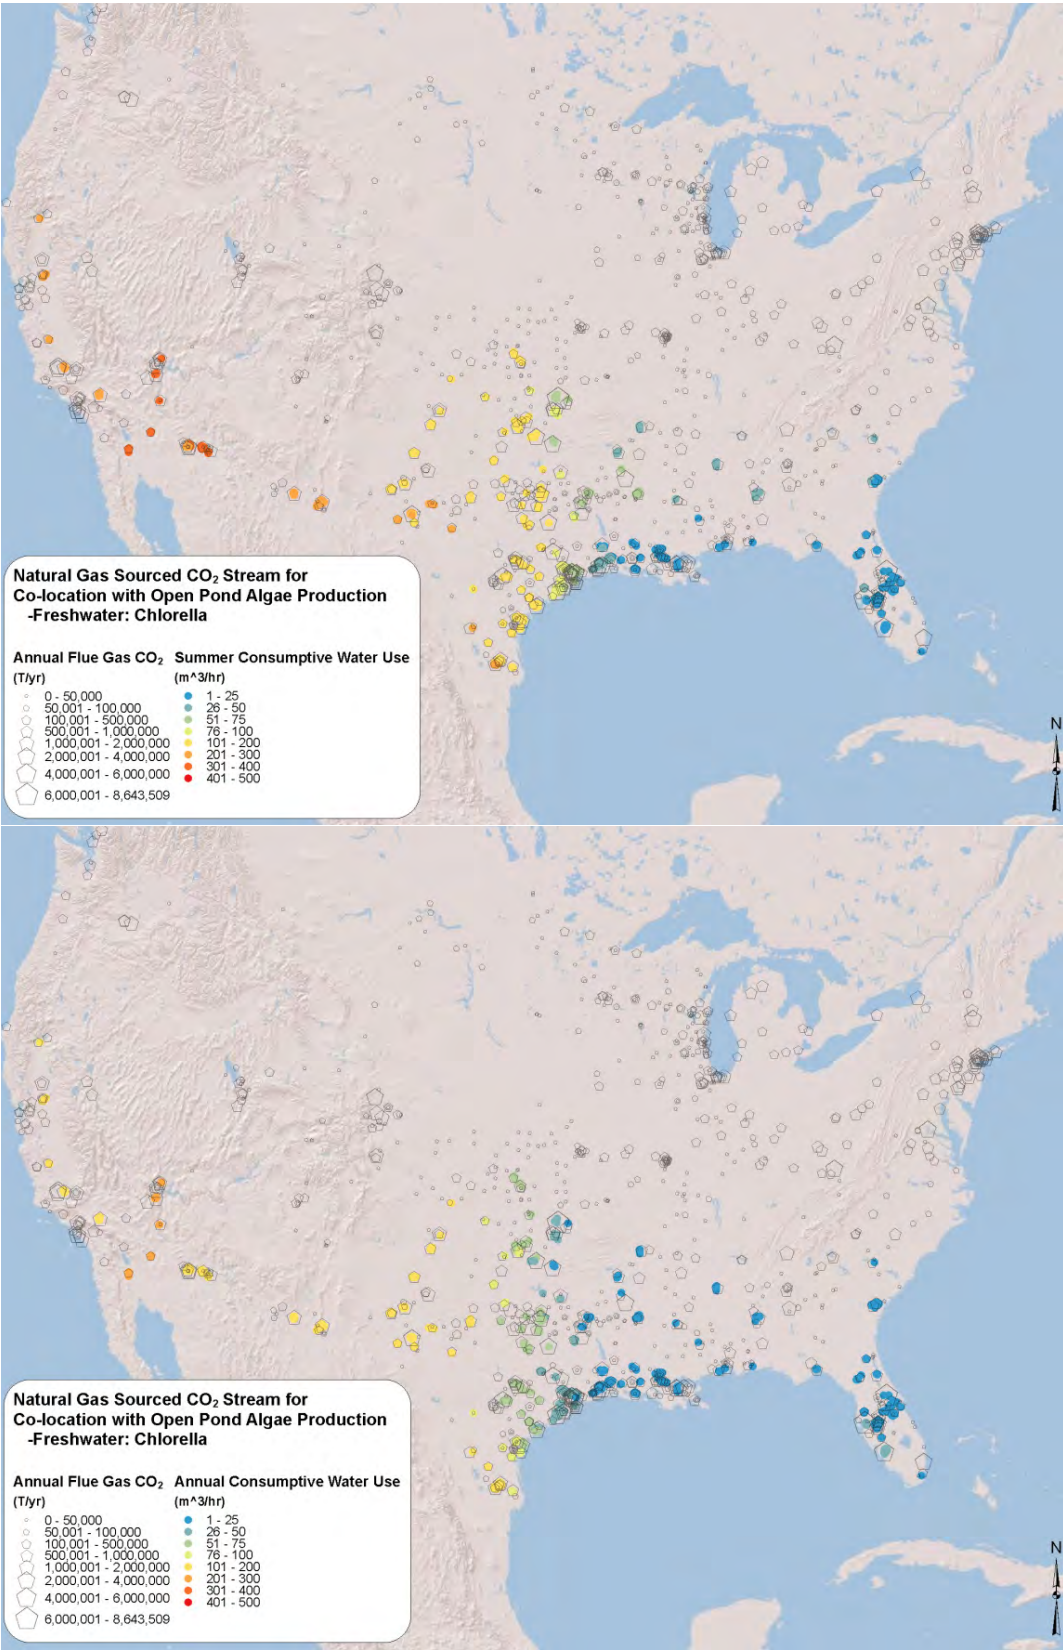 Natural Gas Sourced CO2 Stream for
Co-location with Open Pond Algae Production
-Freshwater: Chlorella
Annual Flue Gas CO2 Summer Consumptive Water Use
(T/yr) (m^3/hr)
0 - 50,000 1 - 25
50,001 - 100,000 26 - 50
100,001 - 500,000 51 - 75
500,001 - 1,000,000 76 - 100
1,000,001 - 2,000,000 101 - 200
2,000,001 - 4,000,000 201 - 300
4,000,001 - 6,000,000 301 - 400
6,000,001 - 8,643,509 401 - 500
N
Natural Gas Sourced CO2 Stream for
Co-location with Open Pond Algae Production
-Freshwater: Chlorella
Annual Flue Gas CO2 Annual Consumptive Water Use
(T/yr) (m^3/hr)
0 - 50,000 1 - 25
50,001 - 100,000 26 - 50
100,001 - 500,000 51 - 75
500,001 - 1,000,000 76 - 100
1,000,001 - 2,000,000 101 - 200
2,000,001 - 4,000,000 201 - 300
4,000,001 - 6,000,000 301 - 400
6,000,001 - 8,643,509 401 - 500
N